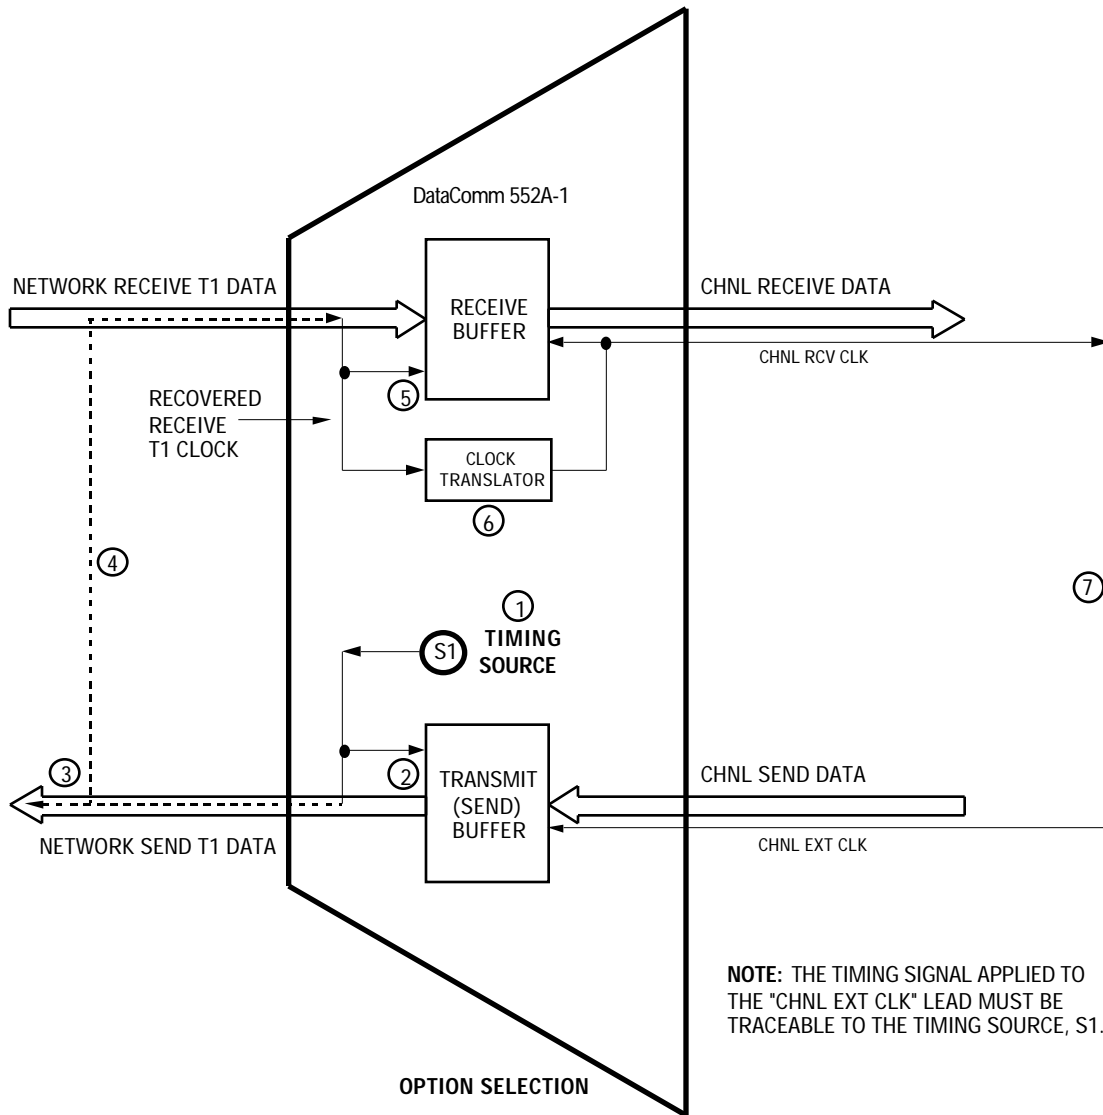 DataComm 552A-1
NETWORK RECEIVE T1 DATA
RECEIVE
BUFFER
CHNL RECEIVE DATA
CHNL RCV CLK
5
RECOVERED
RECEIVE
T1 CLOCK
CLOCK
TRANSLATOR
6
4
7
1
S1
TIMING
SOURCE
3
2
TRANSMIT
(SEND)
BUFFER
CHNL SEND DATA
NETWORK SEND T1 DATA
CHNL EXT CLK
NOTE: THE TIMING SIGNAL APPLIED TO
THE "CHNL EXT CLK" LEAD MUST BE
TRACEABLE TO THE TIMING SOURCE, S1.
OPTION SELECTION